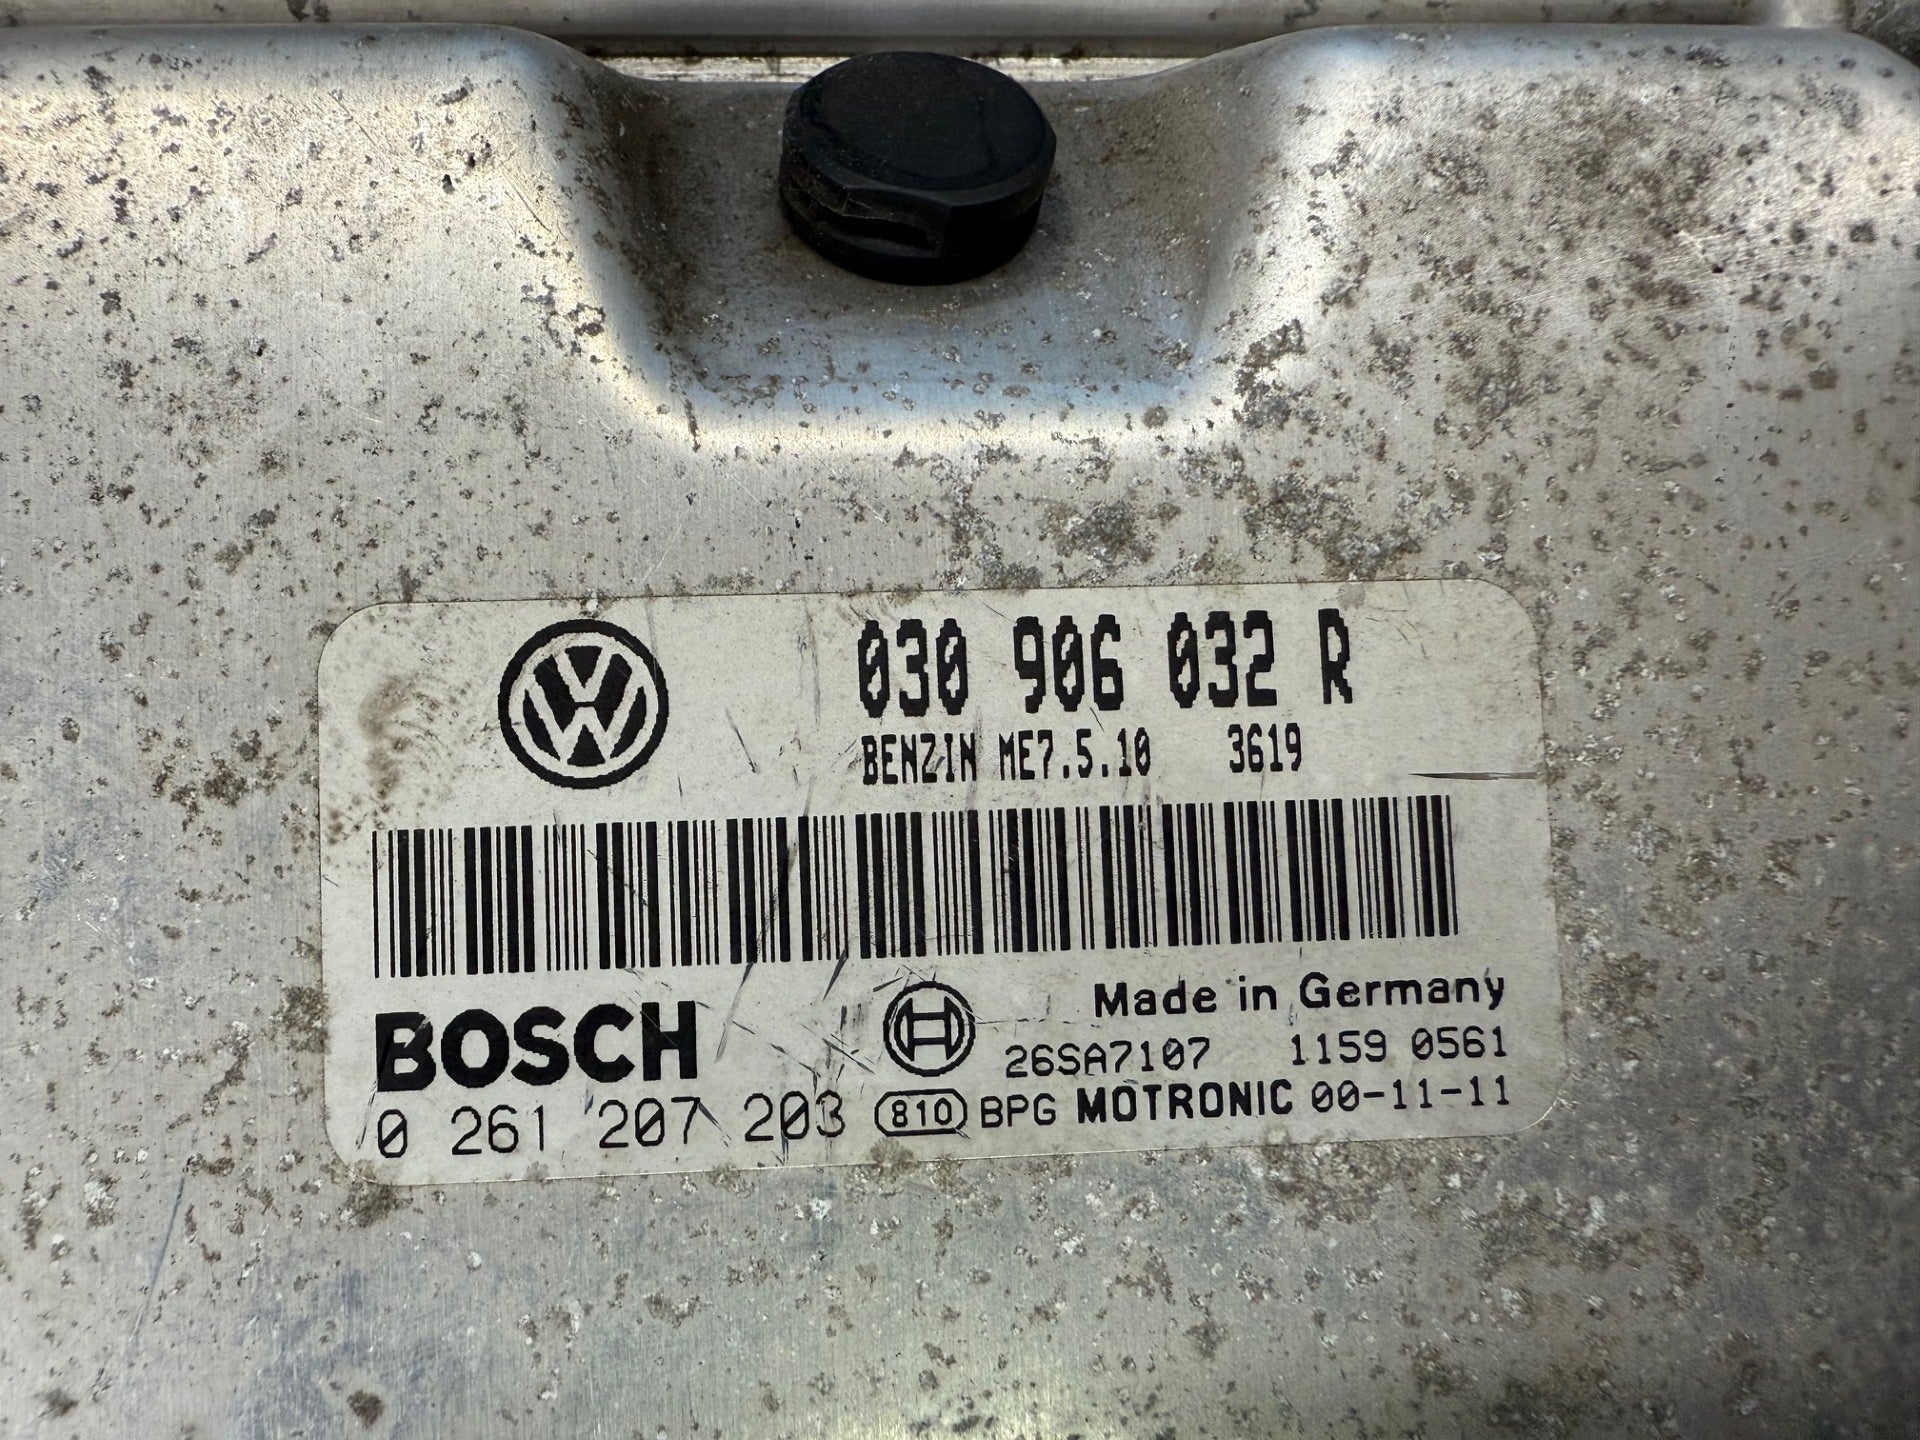 030 906 032 R
BENZIN ME7.5.10 3619
Made in Germany
BOSCH 26SA7107 1159 0561
0 261 207 203 810 BPG MOTRONIC 00-11-11